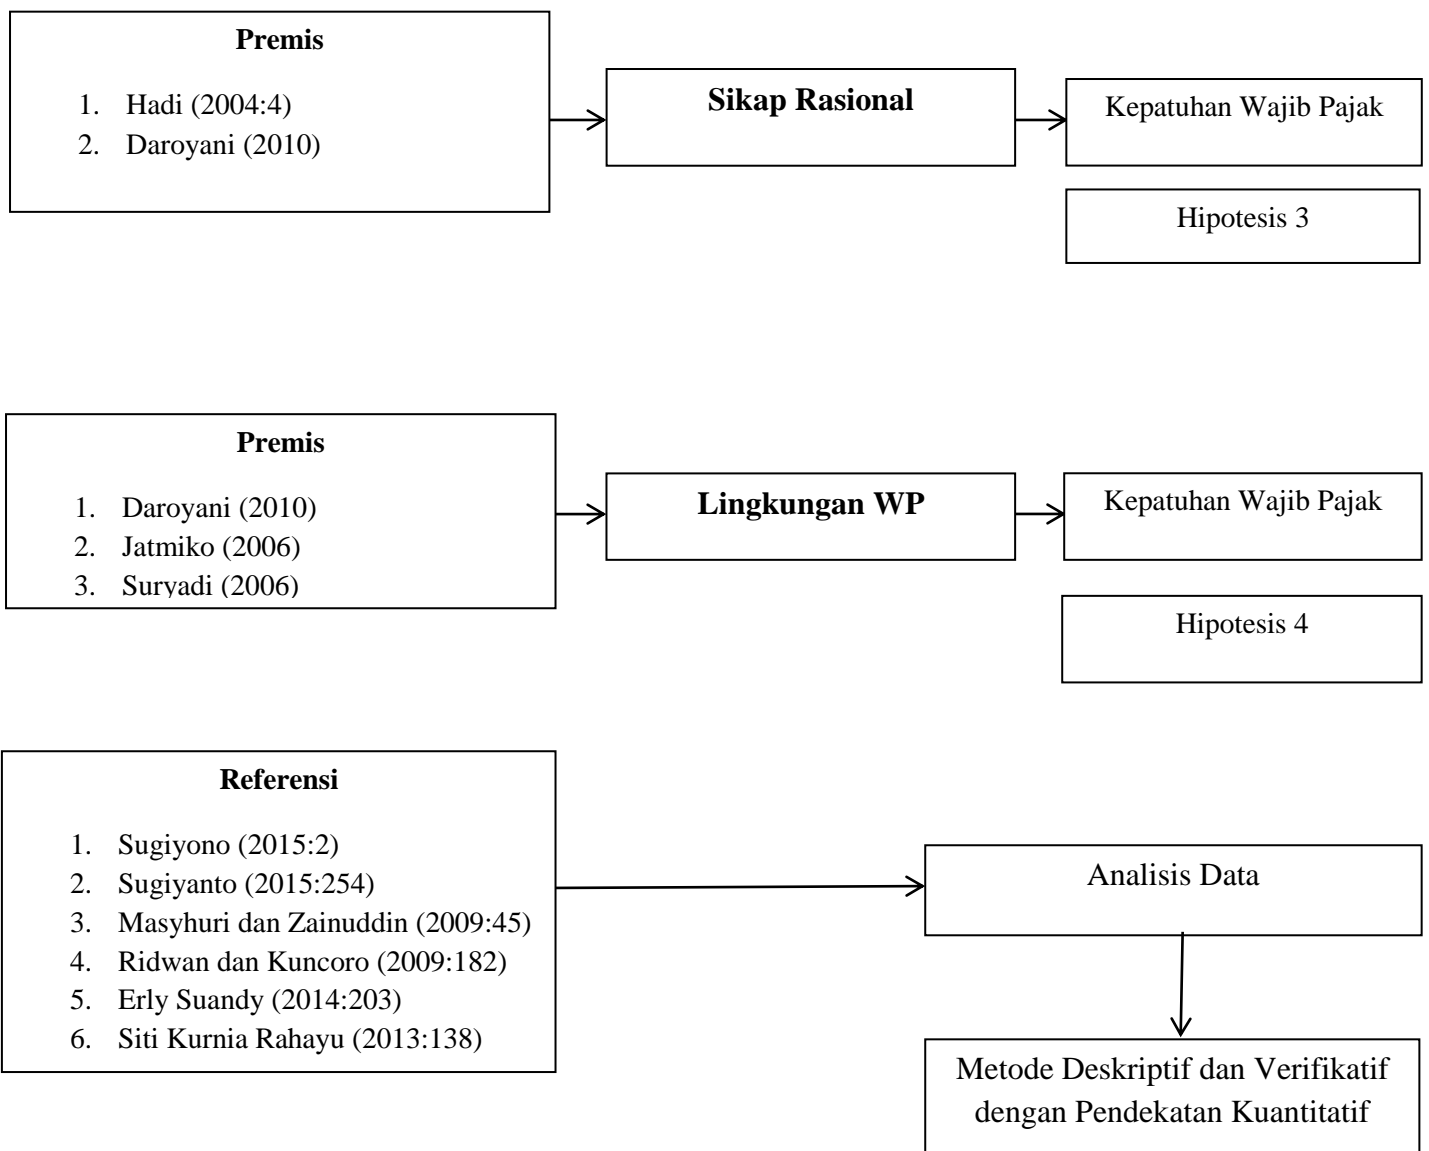 Premis
1. Hadi (2004:4)
2. Daroyani (2010)
Sikap Rasional
Kepatuhan Wajib Pajak
Hipotesis 3
Premis
1. Daroyani (2010)
2. Jatmiko (2006)
3. Suryadi (2006)
Lingkungan WP
Kepatuhan Wajib Pajak
Hipotesis 4
Referensi
1. Sugiyono (2015:2)
2. Sugiyanto (2015:254)
3. Masyhuri dan Zainuddin (2009:45)
4. Ridwan dan Kuncoro (2009:182)
5. Erly Suandy (2014:203)
6. Siti Kurnia Rahayu (2013:138)
Analisis Data
Metode Deskriptif dan Verifikatif
dengan Pendekatan Kuantitatif